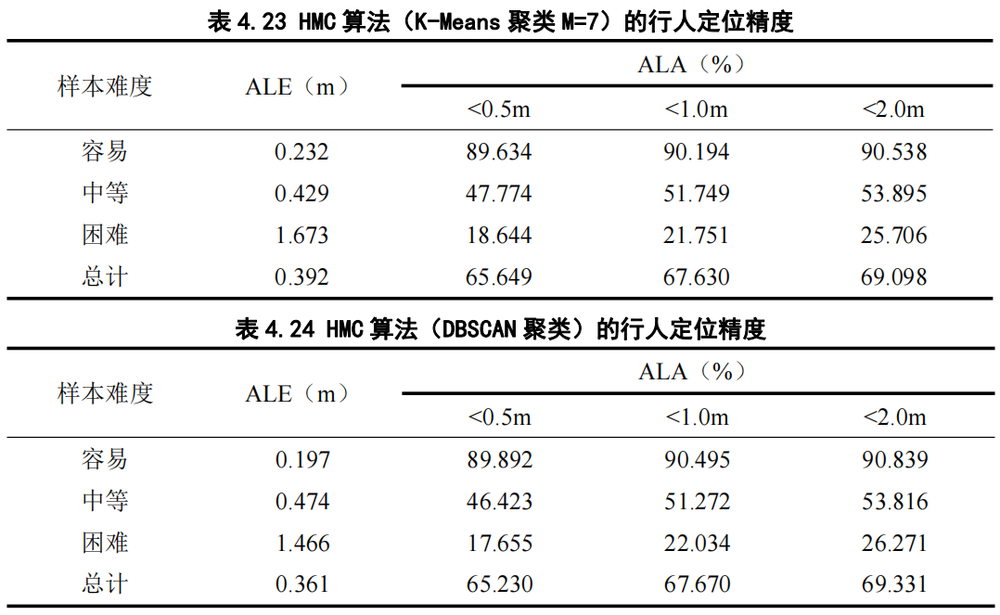 表 4.23 HMC 算法（K-Means 聚类 M=7）的行人定位精度
样本难度 ALE（m） ALA（%）
<0.5m <1.0m <2.0m
容易 0.232 89.634 90.194 90.538
中等 0.429 47.774 51.749 53.895
困难 1.673 18.644 21.751 25.706
总计 0.392 65.649 67.630 69.098
表 4.24 HMC 算法（DBSCAN 聚类）的行人定位精度
样本难度 ALE（m） ALA（%）
<0.5m <1.0m <2.0m
容易 0.197 89.892 90.495 90.839
中等 0.474 46.423 51.272 53.816
困难 1.466 17.655 22.034 26.271
总计 0.361 65.230 67.670 69.331